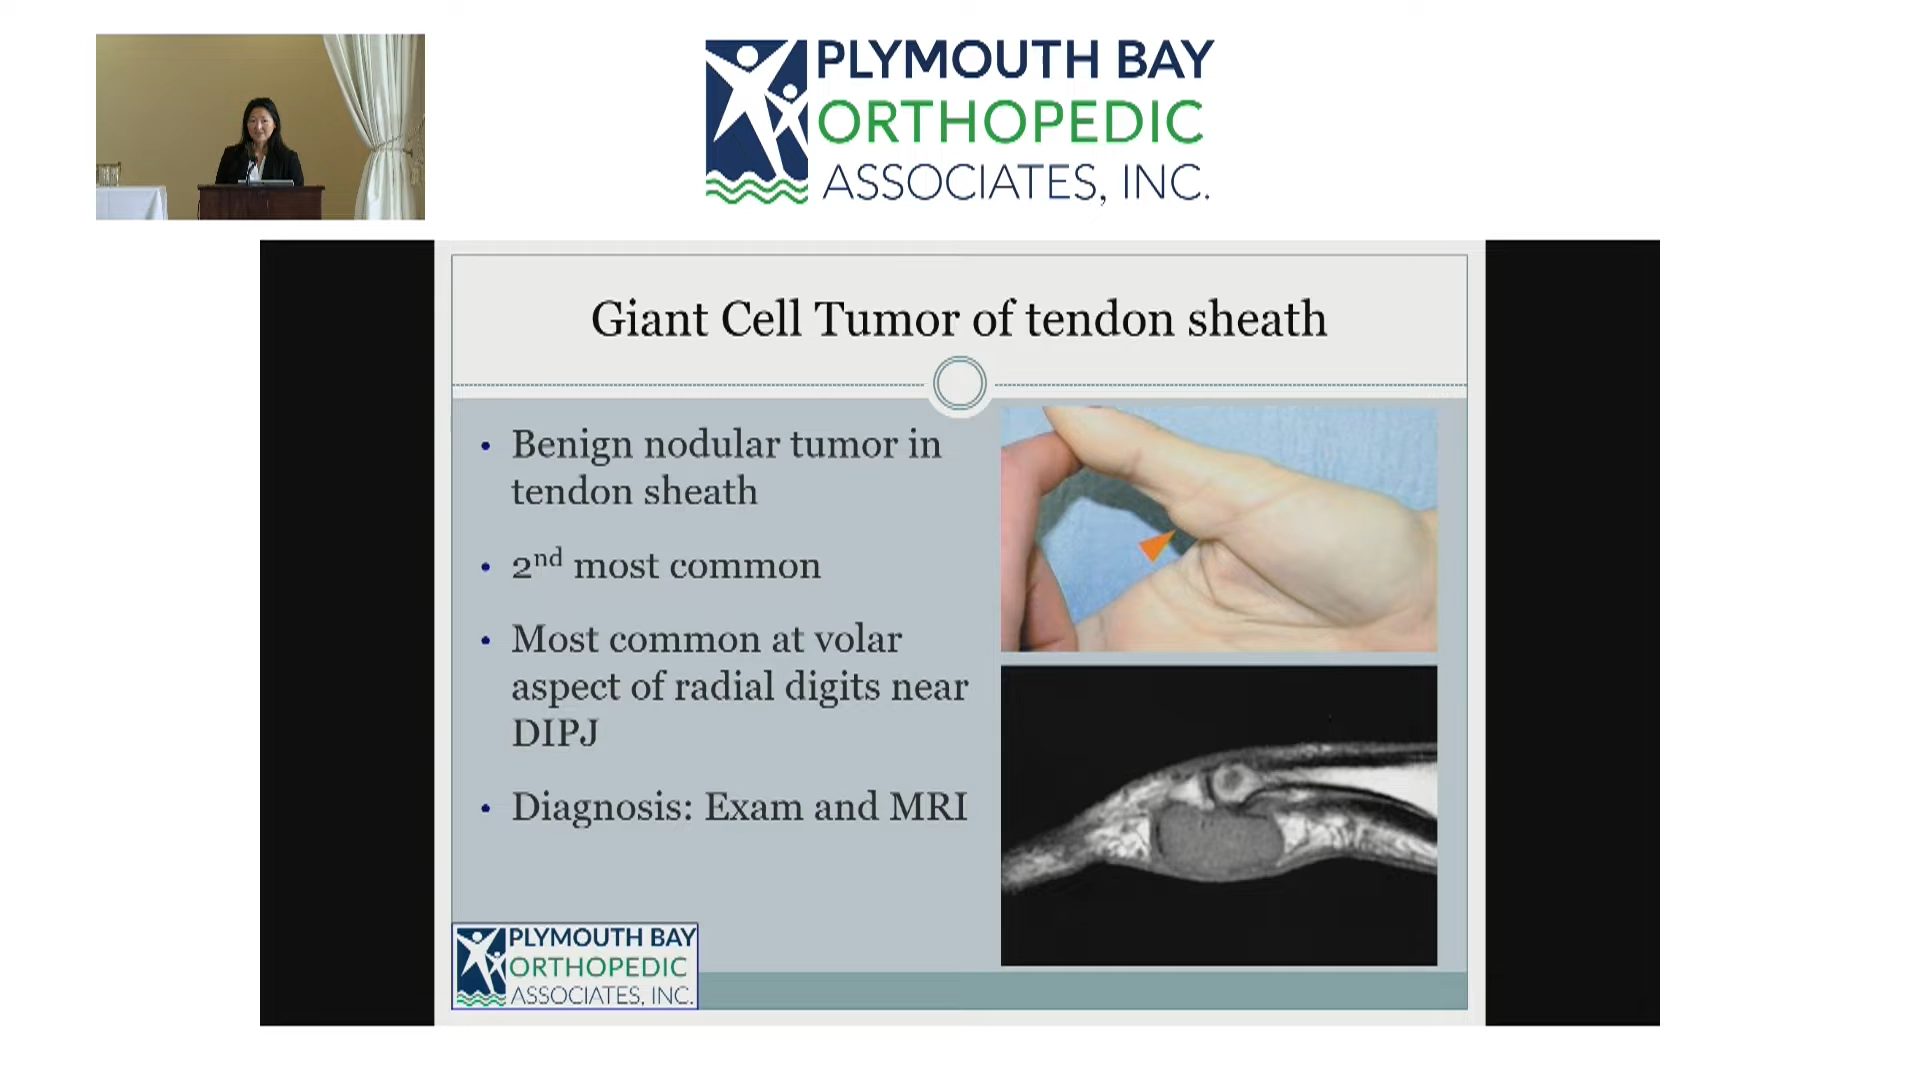 PLYMOUTH BAY
ORTHOPEDIC
ASSOCIATES, INC.
Giant Cell Tumor of tendon sheath
• Benign nodular tumor in
tendon sheath
• 2nd most common
• Most common at volar
aspect of radial digits near
DIPJ
• Diagnosis: Exam and MRI
PLYMOUTH BAY
ORTHOPEDIC
ASSOCIATES, INC.